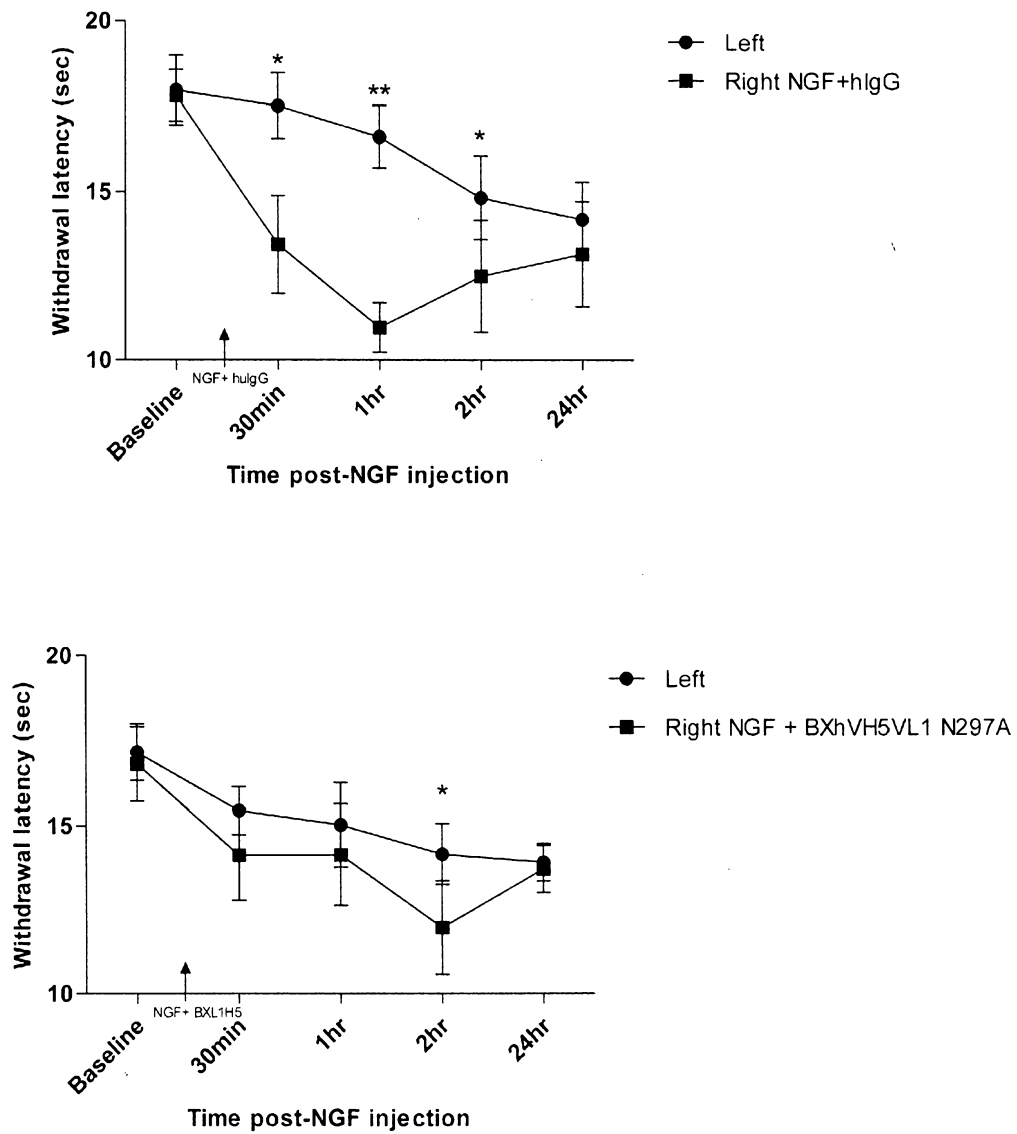 20
15
10
Withdrawal latency (sec)
*
**
*
Left
Right NGF+hIgG
NGF+ huIgG
Baseline
30min
1hr
2hr
24hr
Time post-NGF injection
20
15
10
Withdrawal latency (sec)
*
Left
Right NGF + BXhVH5VL1 N297A
NGF+ BXL1H5
Baseline
30min
1hr
2hr
24hr
Time post-NGF injection